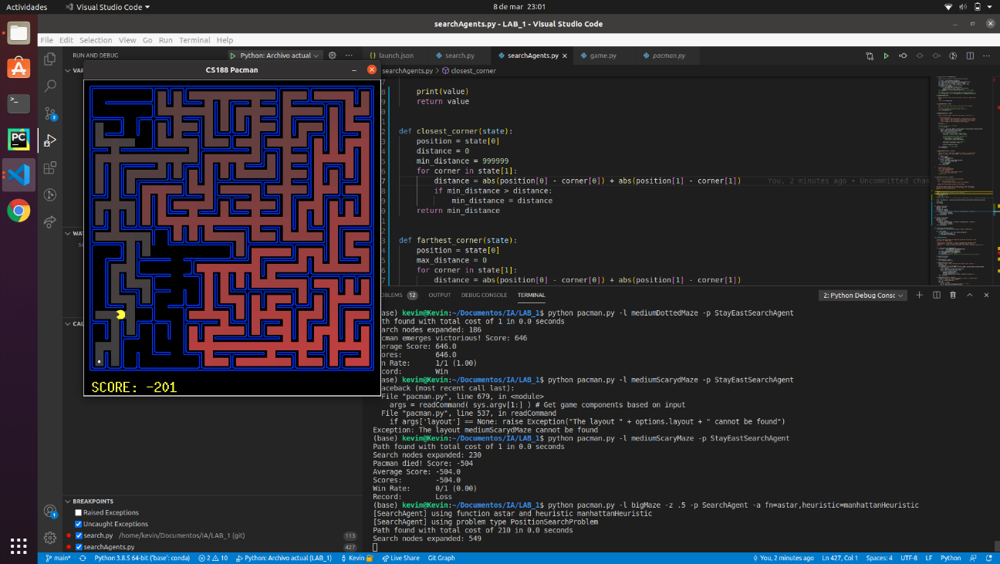 Actividades
Visual Studio Code
8 de mar  23:01
searchAgents.py - LAB_1 - Visual Studio Code
File Edit Selection View Go Run Terminal Help
RUN AND DEBUG
Python: Archivo actual
launch.json
search.py
searchAgents.py
game.py
pacman.py
CS188 Pacman
searchAgents.py > closest_corner
print(value)
return value
def closest_corner(state):
position = state[0]
distance = 0
min_distance = 999999
for corner in state[1]:
distance = abs(position[0] - corner[0]) + abs(position[1] - corner[1])
You, 2 minutes ago • Uncommitted chan
if min_distance > distance:
min_distance = distance
return min_distance
def farthest_corner(state):
position = state[0]
max_distance = 0
for corner in state[1]:
distance = abs(position[0] - corner[0]) + abs(position[1] - corner[1])
SCORE: -201
OBLEMS 12 OUTPUT DEBUG CONSOLE TERMINAL
2: Python Debug Consc
base) kevin@Kevin:~/Documentos/IA/LAB_1$ python pacman.py -l mediumDottedMaze -p StayEastSearchAgent
ath found with total cost of 1 in 0.0 seconds
earch nodes expanded: 186
cman emerges victorious! Score: 646
erage Score: 646.0
ores: 646.0
n Rate: 1/1 (1.00)
cord: Win
base) kevin@Kevin:~/Documentos/IA/LAB_1$ python pacman.py -l mediumScarydMaze -p StayEastSearchAgent
aceback (most recent call last):
File "pacman.py", line 679, in <module>
args = readCommand( sys.argv[1:] ) # Get game components based on input
File "pacman.py", line 537, in readCommand
if args['layout'] == None: raise Exception("The layout " + options.layout + " cannot be found")
Exception: The layout mediumScarydMaze cannot be found
(base) kevin@Kevin:~/Documentos/IA/LAB_1$ python pacman.py -l mediumScaryMaze -p StayEastSearchAgent
Path found with total cost of 1 in 0.0 seconds
Search nodes expanded: 230
Pacman died! Score: -504
Average Score: -504.0
Scores: -504.0
Win Rate: 0/1 (0.00)
Record: Loss
(base) kevin@Kevin:~/Documentos/IA/LAB_1$ python pacman.py -l bigMaze -z .5 -p SearchAgent -a fn=astar,heuristic=manhattanHeuristic
[SearchAgent] using function astar and heuristic manhattanHeuristic
[SearchAgent] using problem type PositionSearchProblem
Path found with total cost of 210 in 0.0 seconds
Search nodes expanded: 549
BREAKPOINTS
Raised Exceptions
Uncaught Exceptions
search.py /home/kevin/Documentos/IA/LAB_1 (git) 113
searchAgents.py 427
main* Python 3.8.5 64-bit ('base': conda) 2 10 Python: Archivo actual (LAB_1) Kevin Live Share Git Graph
You, 2 minutes ago Ln 427, Col 1 Spaces: 4 UTF-8 LF Python